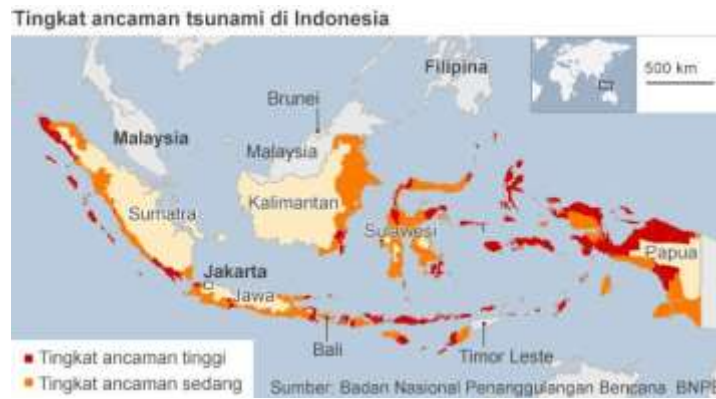 Tingkat ancaman tsunami di Indonesia
Filipina
500 km
Brunei
Malaysia
Malaysia
Kalimantan
Sumatra
Sulawesi
Papua
Jakarta
Jawa
Bali
Timor Leste
Tingkat ancaman tinggi
Tingkat ancaman sedang
Sumber: Badan Nasional Penanggulangan Bencana BNPB